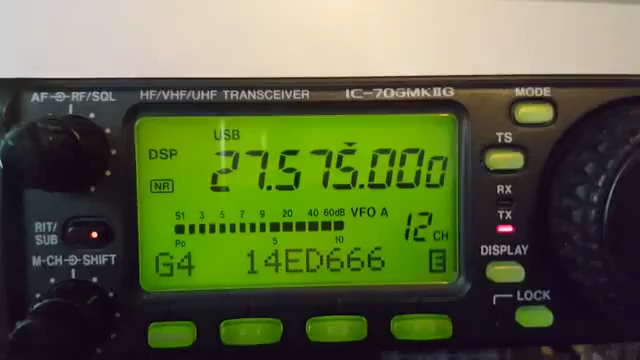 AF RF/SQL HF/VHF/UHF TRANSCEIVER IC-706MKIIG MODE
USB
DSP 27.575.000 TS
NR
RX
S1 3 5 7 9 20 40 60dB VFO A 12 CH TX
RIT/
SUB
Po 5 10
M-CH SHIFT DISPLAY
G4 14ED666 E
LOCK